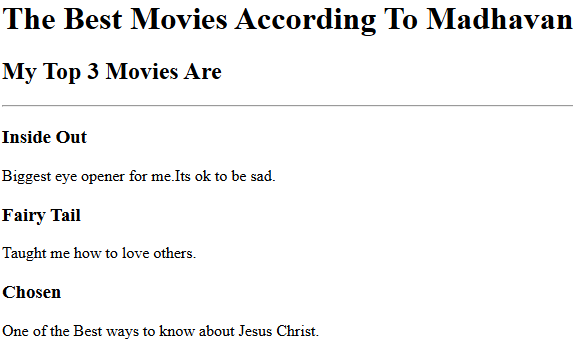 The Best Movies According To Madhavan
My Top 3 Movies Are
Inside Out
Biggest eye opener for me.Its ok to be sad.
Fairy Tail
Taught me how to love others.
Chosen
One of the Best ways to know about Jesus Christ.